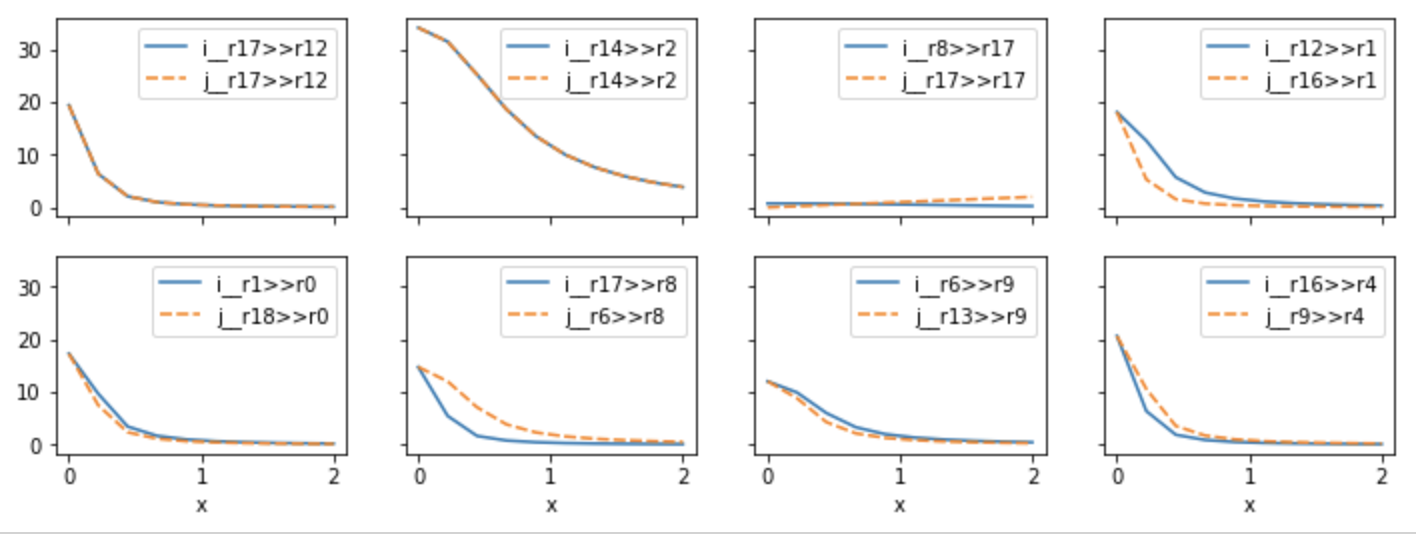 30
20
10
0
i__r17>>r12
j__r17>>r12
i__r14>>r2
j__r14>>r2
i__r8>>r17
j__r17>>r17
i__r12>>r1
j__r16>>r1
30
20
10
0
i__r1>>r0
j__r18>>r0
i__r17>>r8
j__r6>>r8
i__r6>>r9
j__r13>>r9
i__r16>>r4
j__r9>>r4
0 1 2
0 1 2
0 1 2
0 1 2
x
x
x
x